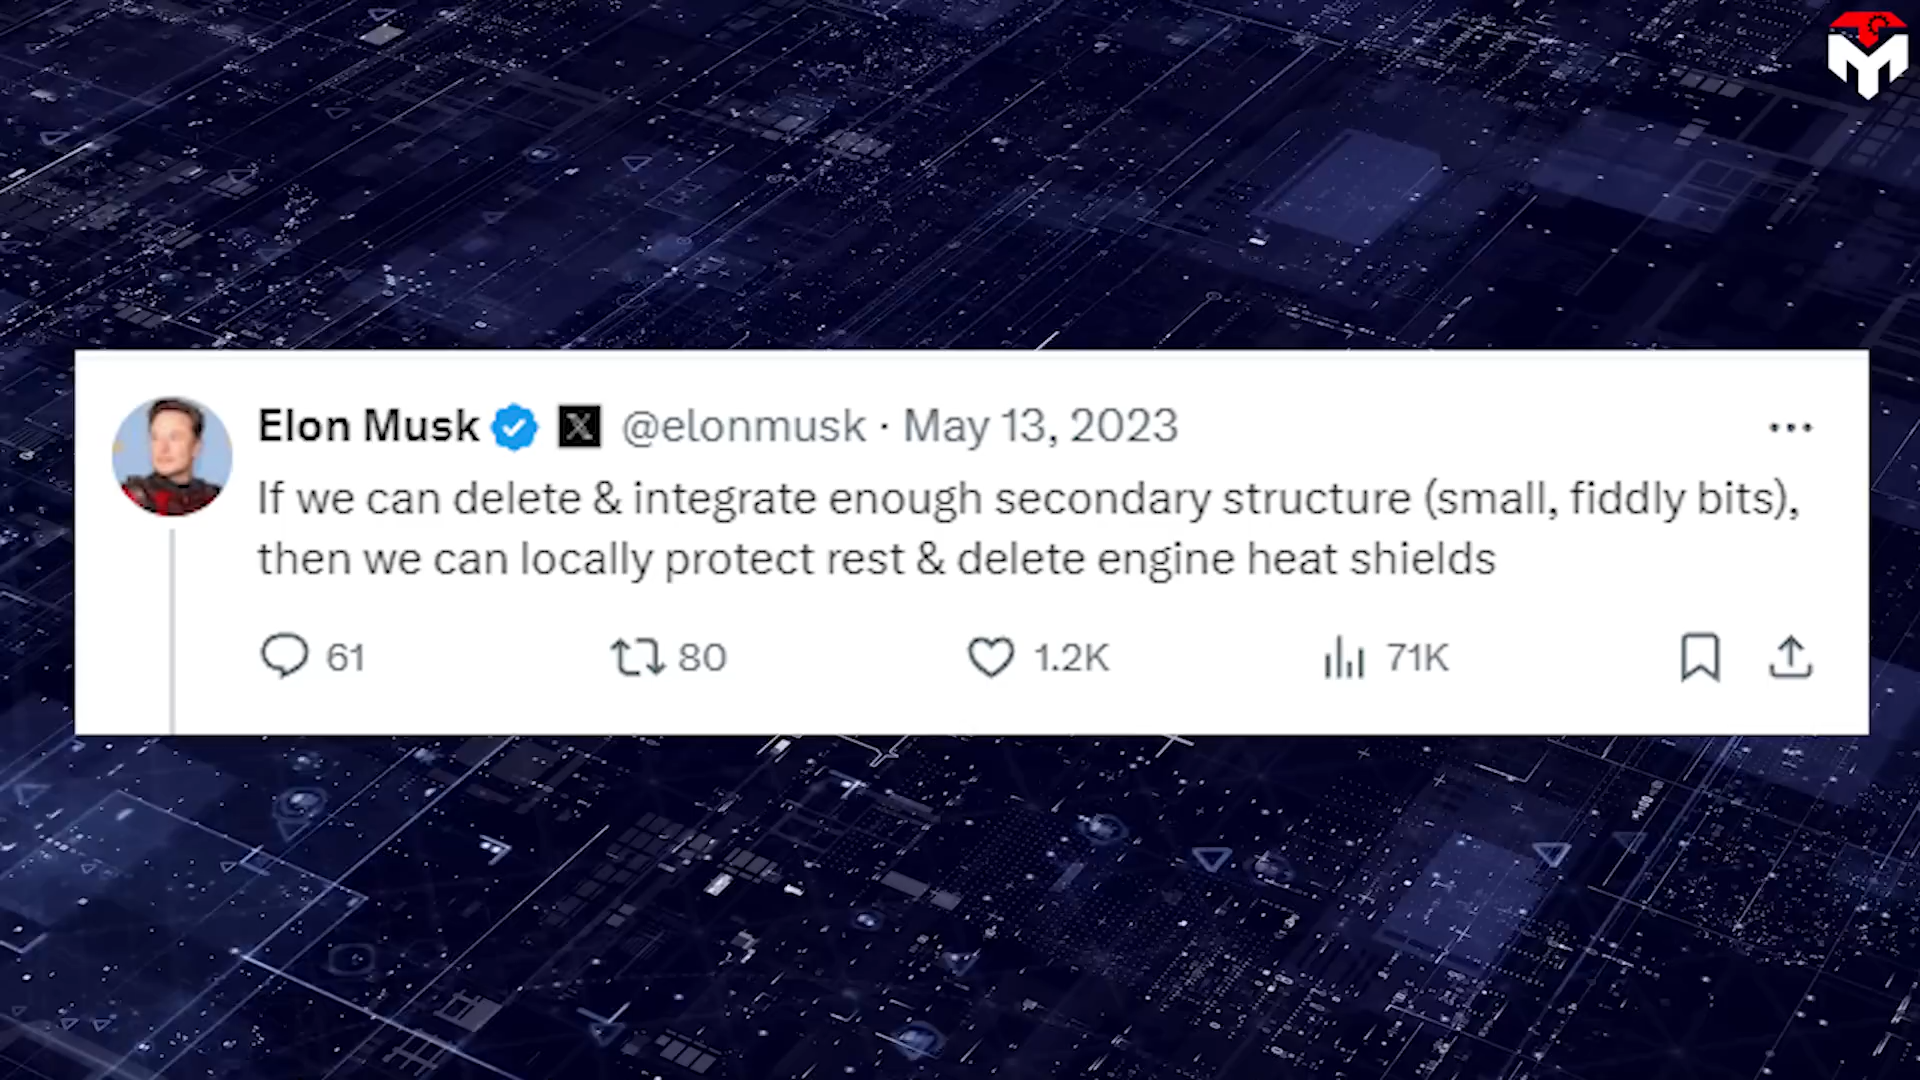 Elon Musk @elonmusk · May 13, 2023
If we can delete & integrate enough secondary structure (small, fiddly bits),
then we can locally protect rest & delete engine heat shields
61 80 1.2K 71K